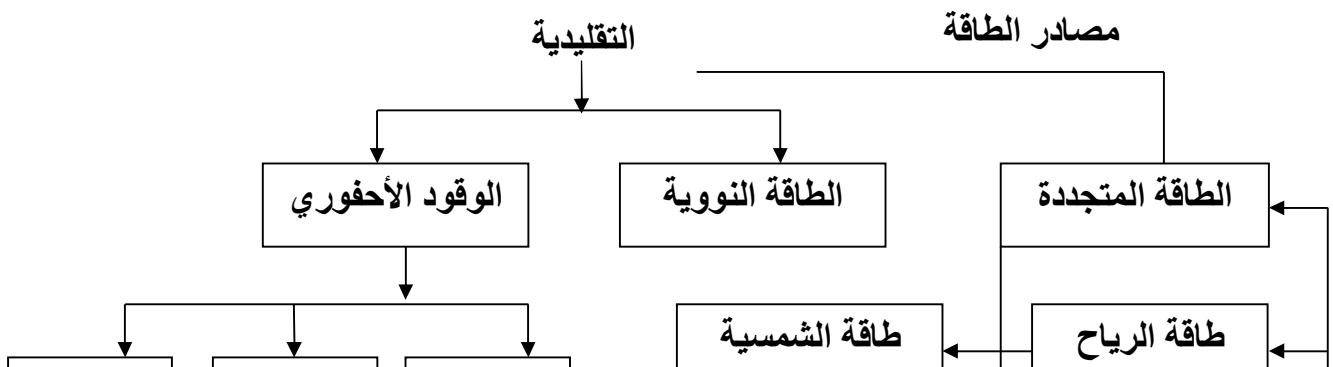 مصادر الطاقة
التقليدية
الطاقة المتجددة
الطاقة النووية
الوقود الأحفوري
طاقة الرياح
طاقة الشمسية